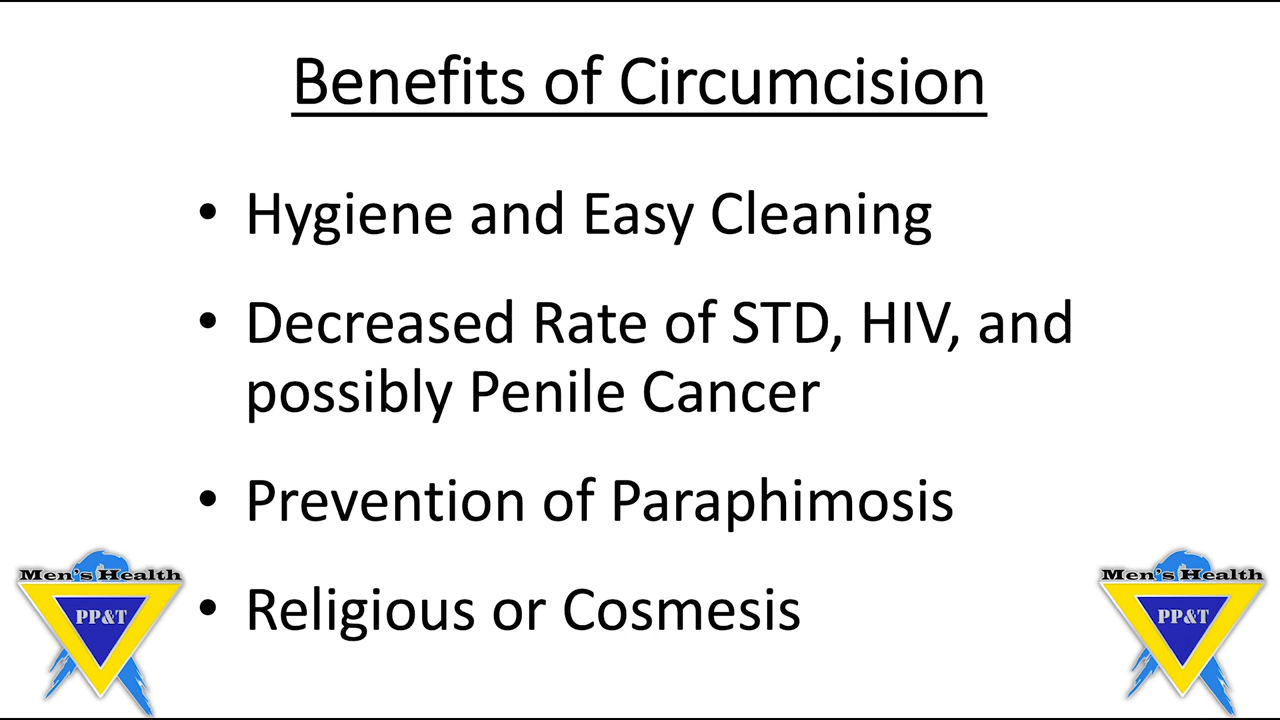 Benefits of Circumcision
• Hygiene and Easy Cleaning
• Decreased Rate of STD, HIV, and
possibly Penile Cancer
• Prevention of Paraphimosis
• Religious or Cosmesis
Men's Health
PP&T
Men's Health
PP&T